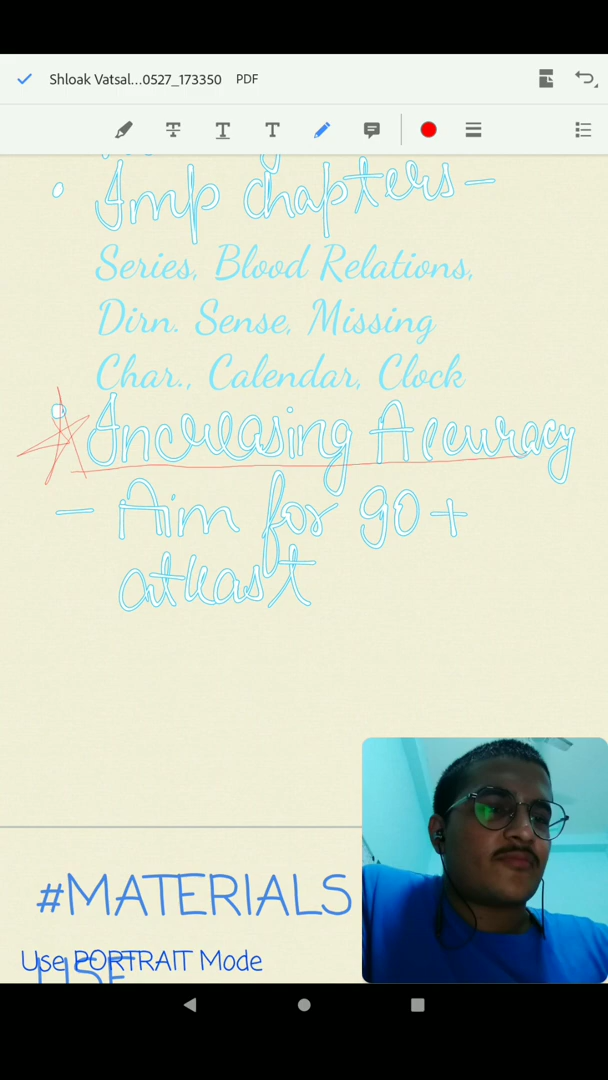 Shloak Vatsal...0527_173350 PDF
T T T
• Imp chapters-
Series, Blood Relations,
Dirn. Sense, Missing
Char., Calendar, Clock
• Increasing Accuracy
- Aim for 90+
atleast
#MATERIALS
Use PORTRAIT Mode
USE